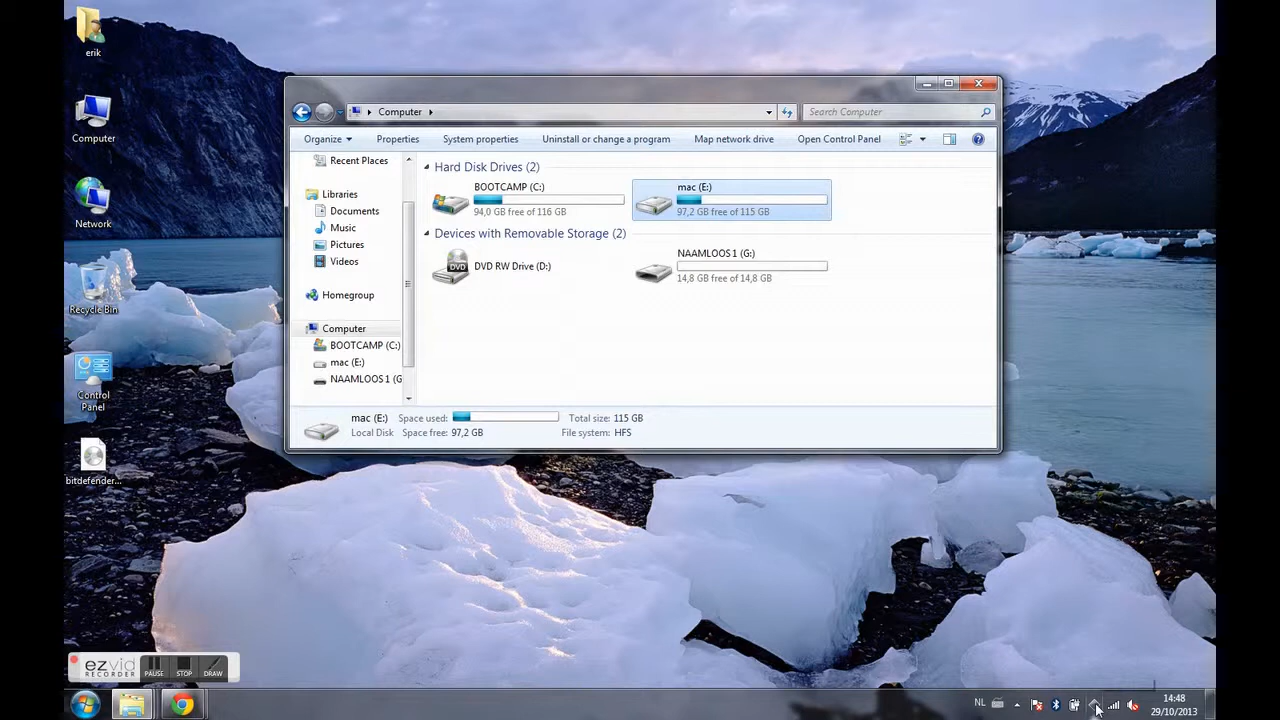 erik
Computer
Network
Recycle Bin
Control
Panel
bitdefender...
Computer
Search Computer
Organize
Properties
System properties
Uninstall or change a program
Map network drive
Open Control Panel
Recent Places
Libraries
Documents
Music
Pictures
Videos
Homegroup
Computer
BOOTCAMP (C:)
mac (E:)
NAAMLOOS 1 (G
Hard Disk Drives (2)
BOOTCAMP (C:)
94,0 GB free of 116 GB
mac (E:)
97,2 GB free of 115 GB
Devices with Removable Storage (2)
DVD
DVD RW Drive (D:)
NAAMLOOS 1 (G:)
14,8 GB free of 14,8 GB
mac (E:) Space used: Total size: 115 GB
Local Disk Space free: 97,2 GB File system: HFS
ezvid
RECORDER
PAUSE
STOP
DRAW
NL
14:48
29/10/2013